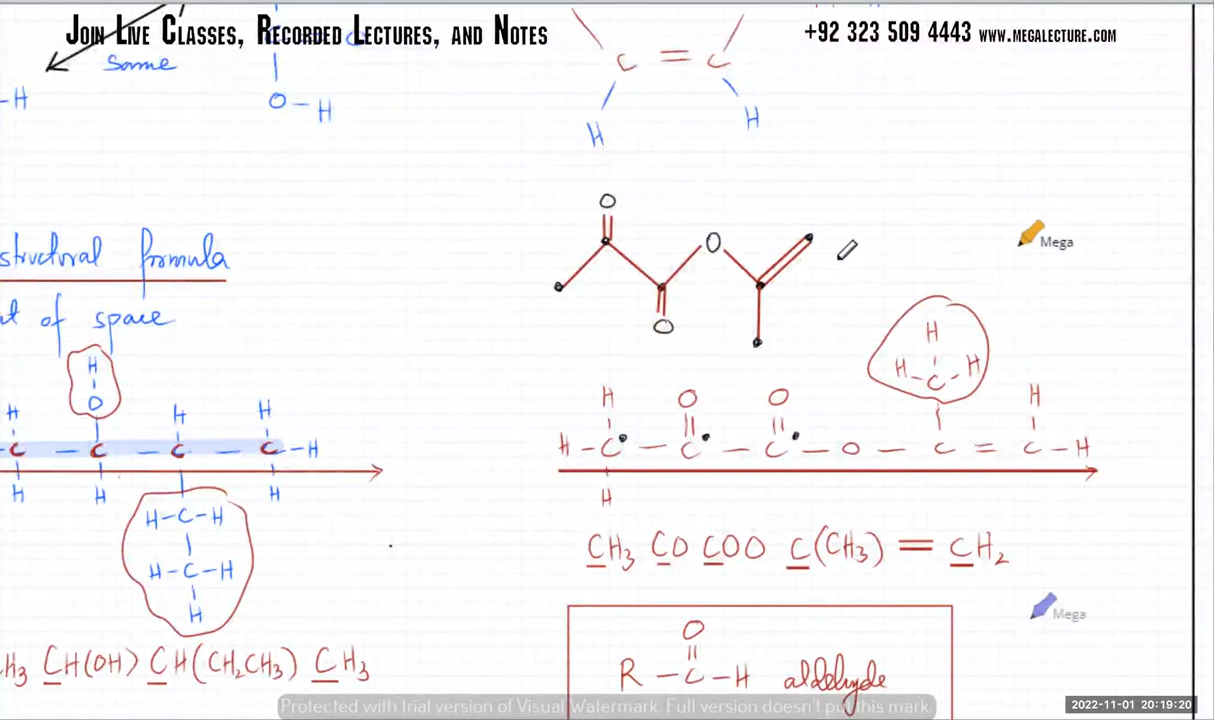 JOIN LIVE CLASSES, RECORDED LECTURES, AND NOTES
+92 323 509 4443 WWW.MEGALECTURE.COM
Same
-H
O-H
C=C
H H
O
O
O
Mega
structural formula
t of space
H
O
H H H
C-C-C-C-H
H H H
H-C-H
H-C-H
H
H
H-C-H
H O O H
H-C-C-C-O-C=C-H
H
CH3 CO COO C(CH3)=CH2
H3 CH(OH) CH(CH2CH3) CH3
Mega
O
R-C-H aldehyde
Protected with trial version of Visual Watermark. Full version doesn't put this mark.
2022-11-01 20:19:20